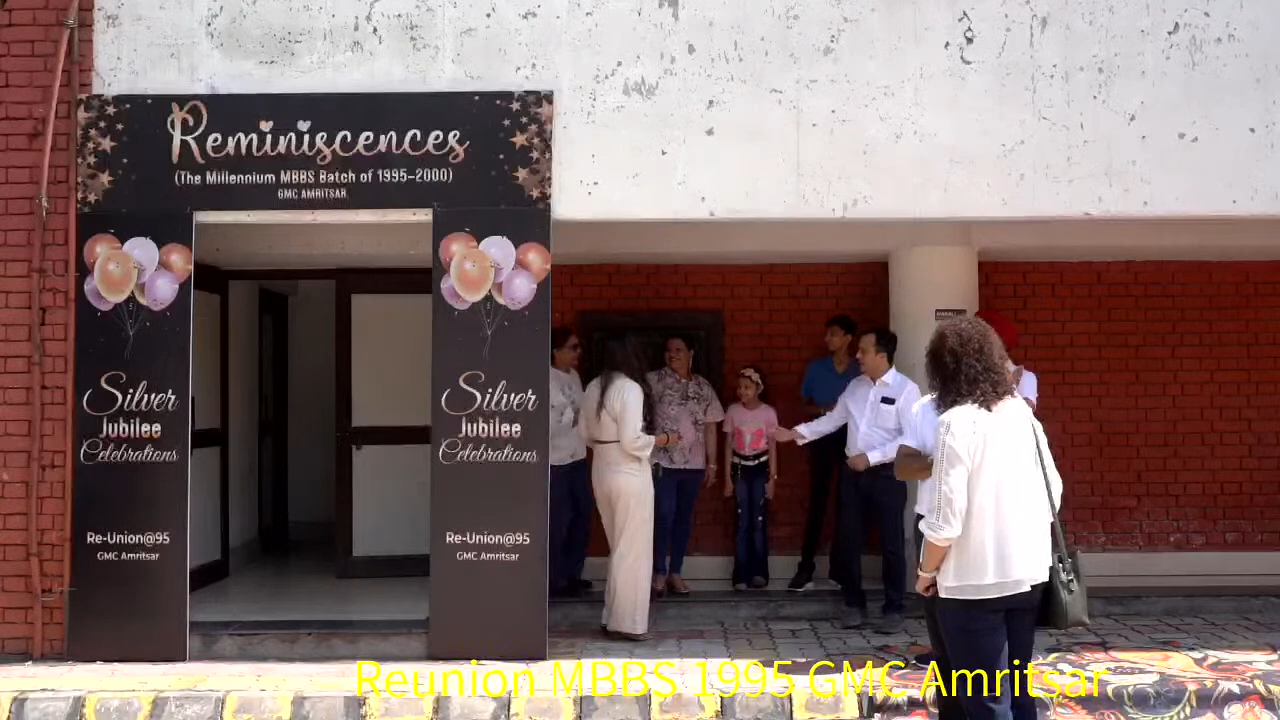 Reminiscences
(The Millennium MBBS Batch of 1995-2000)
GMC AMRITSAR
Silver
Jubilee
Celebrations
Re-Union@95
GMC Amritsar
Silver
Jubilee
Celebrations
Re-Union@95
GMC Amritsar
Reunion MBBS 1995 GMC Amritsar